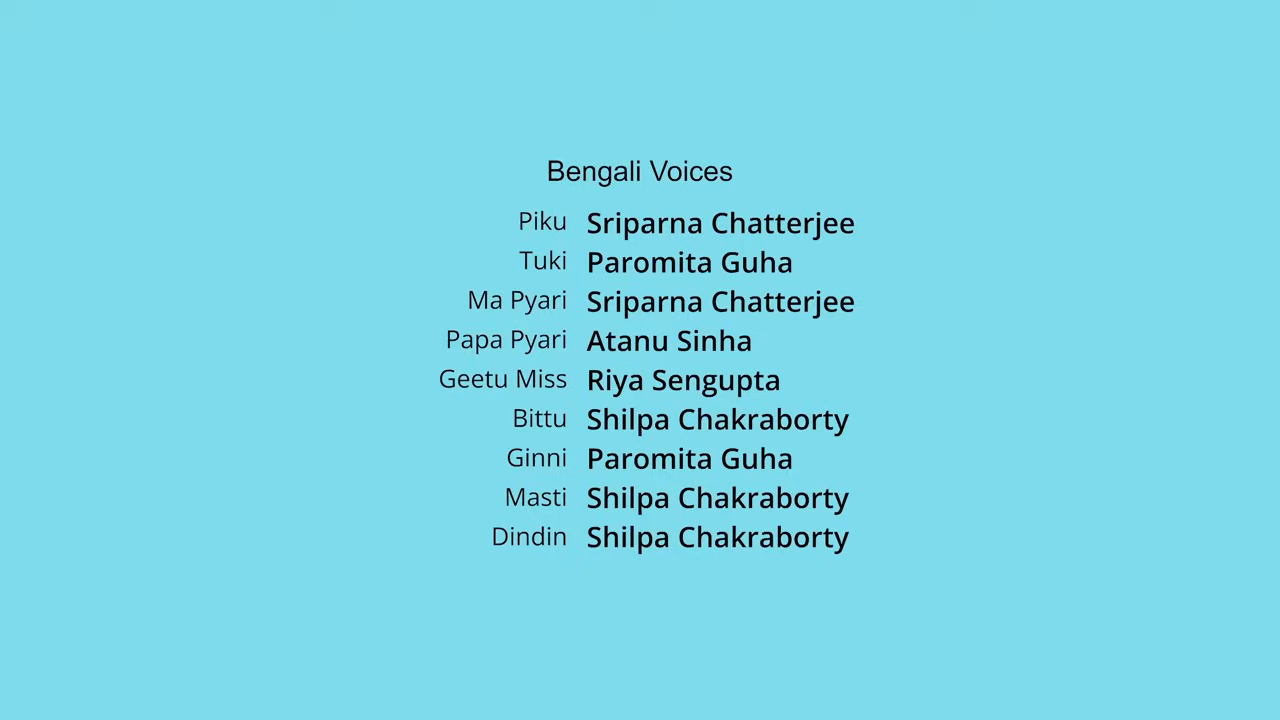 Bengali Voices
Piku Sriparna Chatterjee
Tuki Paromita Guha
Ma Pyari Sriparna Chatterjee
Papa Pyari Atanu Sinha
Geetu Miss Riya Sengupta
Bittu Shilpa Chakraborty
Ginni Paromita Guha
Masti Shilpa Chakraborty
Dindin Shilpa Chakraborty